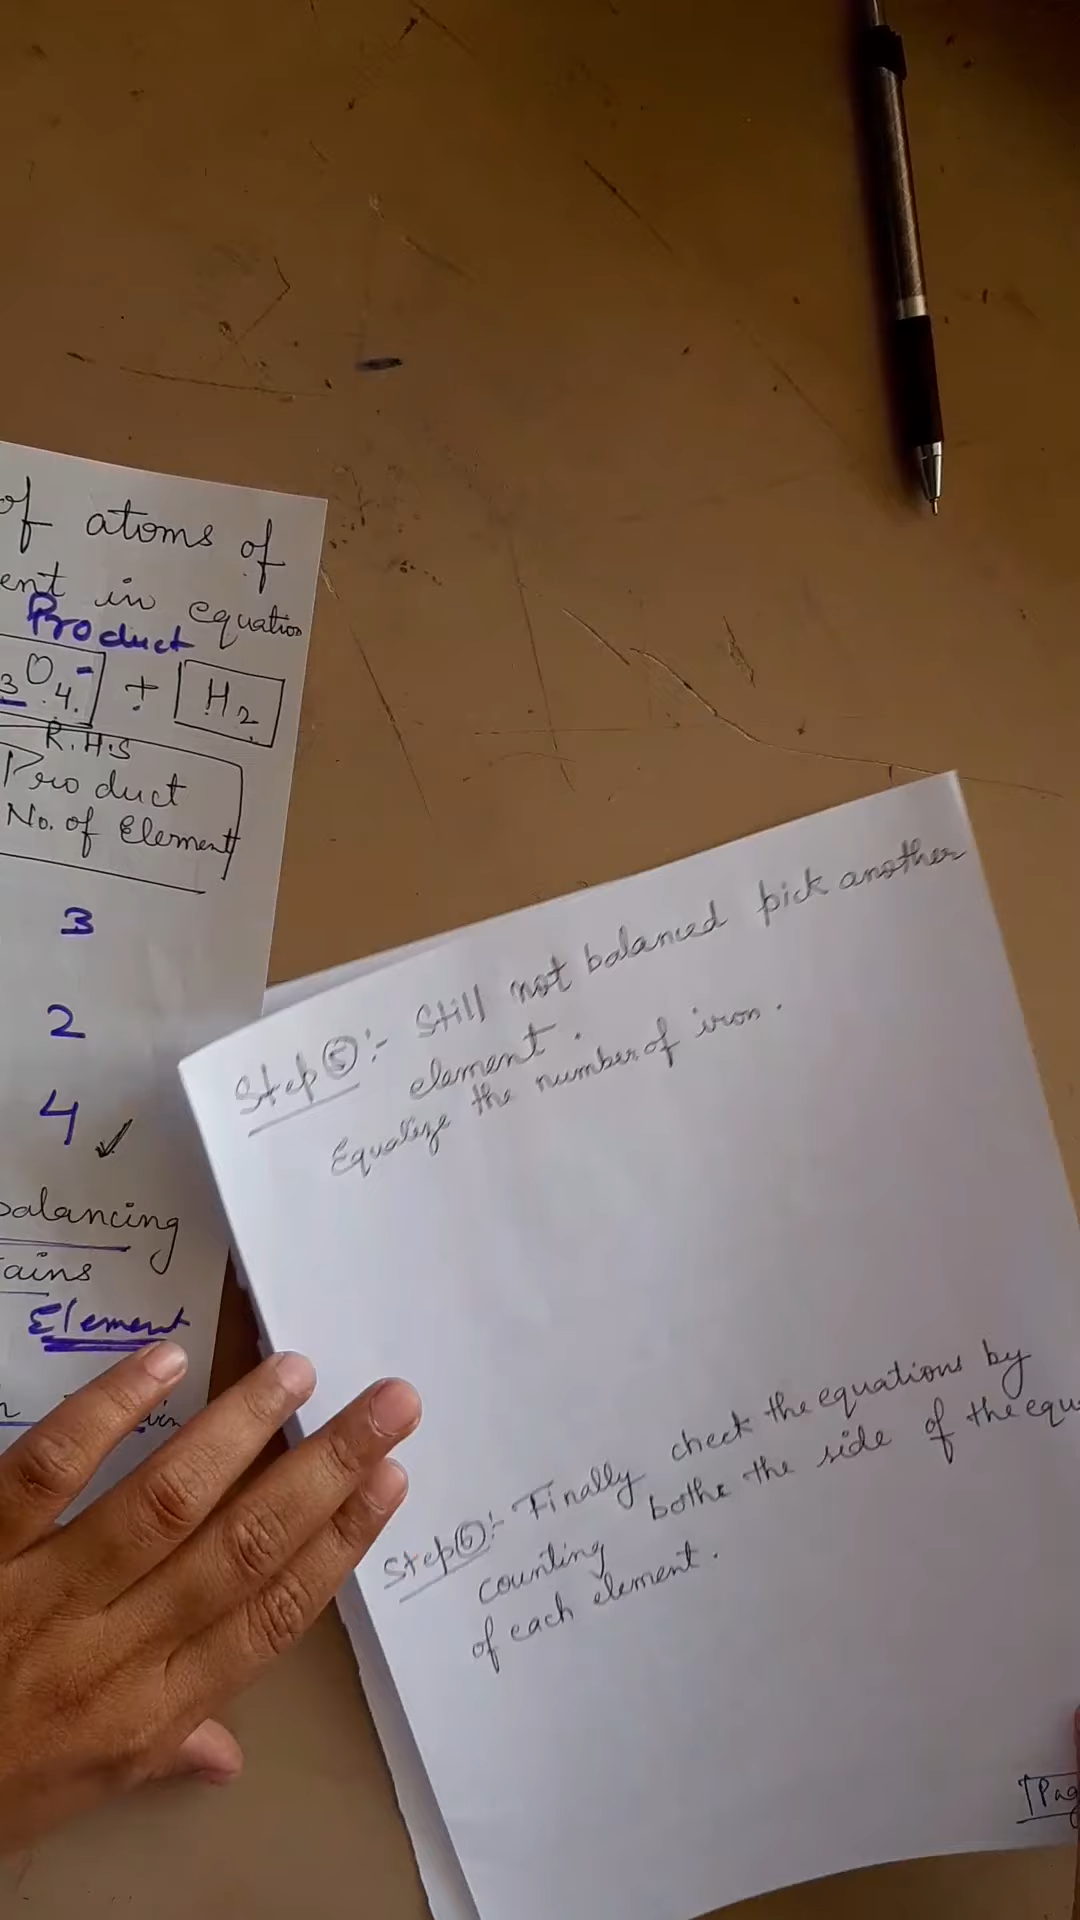 of atoms of
ent in equation
Product
3O4 + H2
R.H.S
Product
No. of Element
3
2
4 ✓
balancing
ains
Element
Step 5:- Still not balanced pick another
element.
Equalize the number of iron.
Step 6:- Finally check the equations by
counting bothe the side of the equ
of each element.
Pag